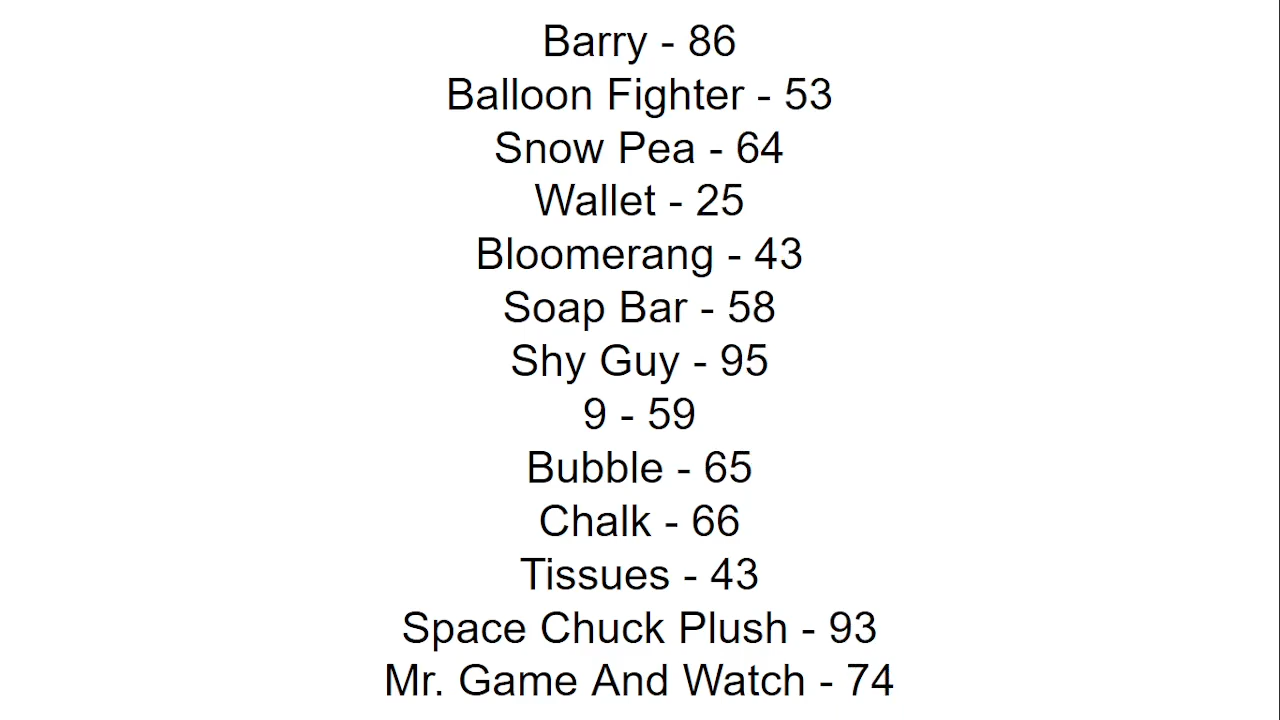 Barry - 86
Balloon Fighter - 53
Snow Pea - 64
Wallet - 25
Bloomerang - 43
Soap Bar - 58
Shy Guy - 95
9 - 59
Bubble - 65
Chalk - 66
Tissues - 43
Space Chuck Plush - 93
Mr. Game And Watch - 74